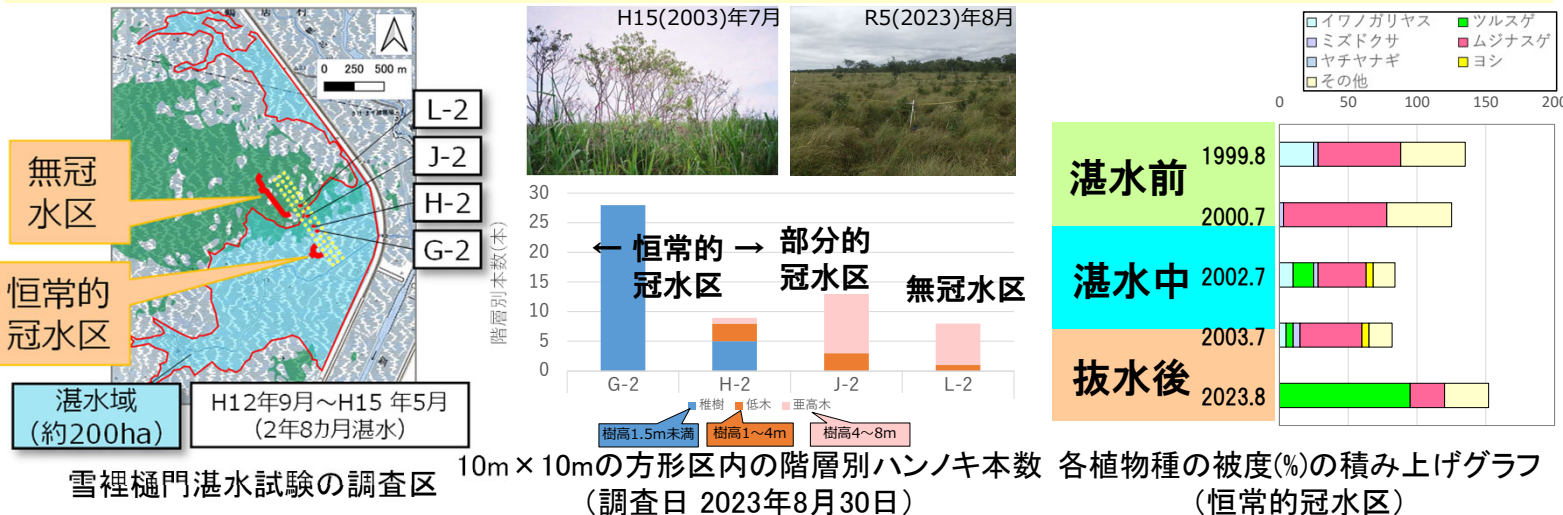 鶴居村
0 250 500 m
L-2
J-2
H-2
G-2
無冠
水区
恒常的
冠水区
湛水域
(約200ha)
H12年9月~H15 年5月
(2年8カ月湛水)
雪裡樋門湛水試験の調査区
H15(2003)年7月
R5(2023)年8月
階層別本数(本)
30
25
20
15
10
5
0
← 恒常的 →
冠水区
部分的
冠水区
無冠水区
G-2 H-2 J-2 L-2
稚樹 低木 亜高木
樹高1.5m未満 樹高1~4m 樹高4~8m
10m×10mの方形区内の階層別ハンノキ本数
(調査日 2023年8月30日)
イワノガリヤス ツルスゲ
ミズドクサ ムジナスゲ
ヤチヤナギ ヨシ
その他
0 50 100 150 200
湛水前
1999.8
2000.7
湛水中
2002.7
2003.7
抜水後
2023.8
各植物種の被度(%)の積み上げグラフ
(恒常的冠水区)